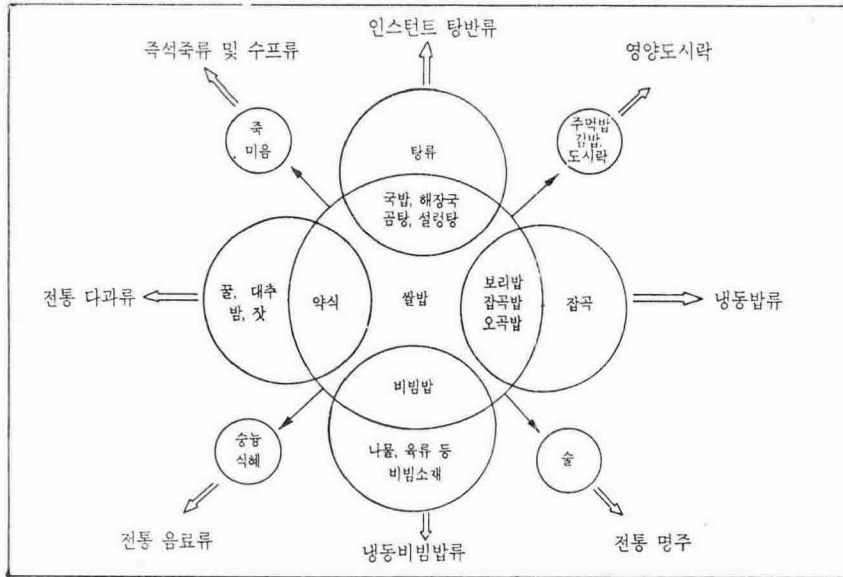 인스턴트 탕반류
즉석죽류 및 수프류
영양도시락
죽
미음
탕류
주먹밥
김밥,
도시락
국밥, 해장국
곰탕, 설렁탕
전통 다과류
꿀, 대추
밤, 잣
약식
쌀밥
보리밥
잡곡밥
오곡밥
잡곡
냉동밥류
비빔밥
숭늉
식혜
나물, 육류 등
비빔소재
술
전통 음료류
냉동비빔밥류
전통 명주